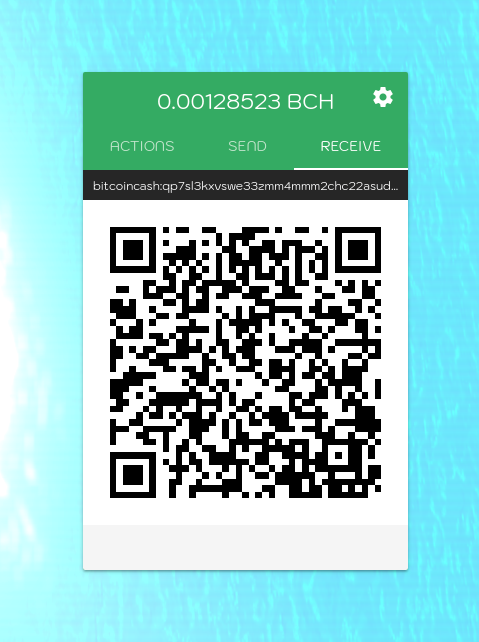 0.00128523 BCH
ACTIONS SEND RECEIVE
bitcoincash:qp7sl3kxvswe33zmm4mmm2chc22asud...